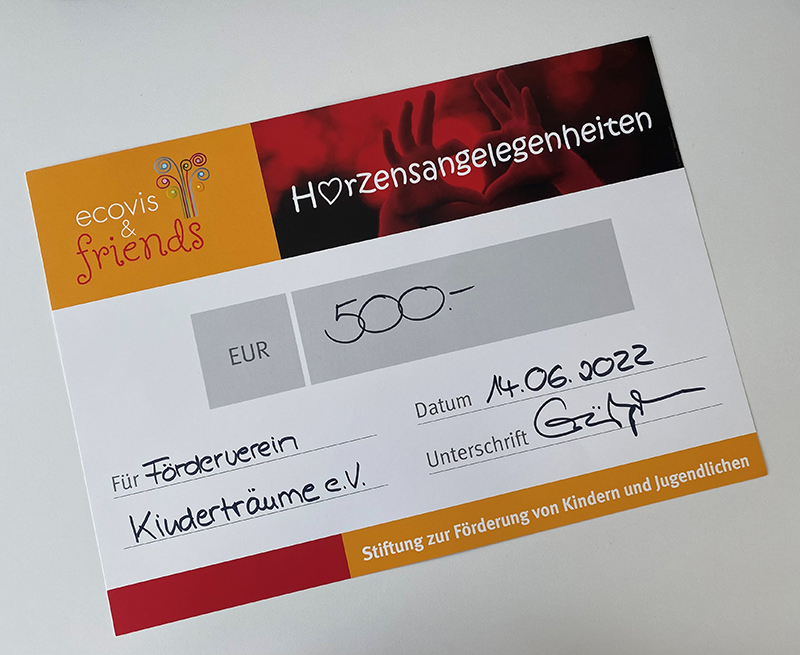 ecovis
&
friends
Herzensangelegenheiten
EUR 500.-
Datum 14.06.2022
Unterschrift
Für Förderverein
Kinderträume e.V.
Stiftung zur Förderung von Kindern und Jugendlichen